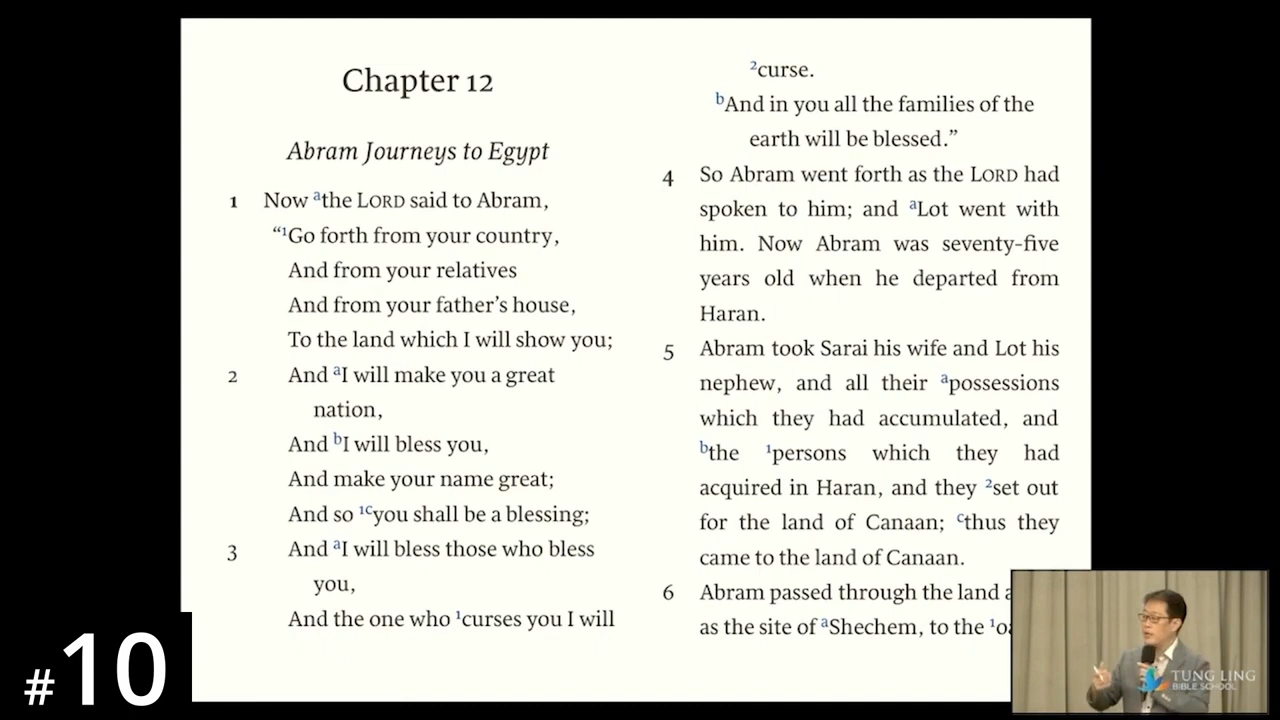 Chapter 12
Abram Journeys to Egypt
1 Now ᵃthe LORD said to Abram,
“¹Go forth from your country,
And from your relatives
And from your father’s house,
To the land which I will show you;
2 And ᵃI will make you a great
nation,
And ᵇI will bless you,
And make your name great;
And so ¹ᶜyou shall be a blessing;
3 And ᵃI will bless those who bless
you,
And the one who ¹curses you I will
²curse.
ᵇAnd in you all the families of the
earth will be blessed.”
4 So Abram went forth as the LORD had
spoken to him; and ᵃLot went with
him. Now Abram was seventy-five
years old when he departed from
Haran.
5 Abram took Sarai his wife and Lot his
nephew, and all their ᵃpossessions
which they had accumulated, and
ᵇthe ¹persons which they had
acquired in Haran, and they ²set out
for the land of Canaan; ᶜthus they
came to the land of Canaan.
6 Abram passed through the land
as the site of ᵃShechem, to the
#10
TUNG LING
BIBLE SCHOOL